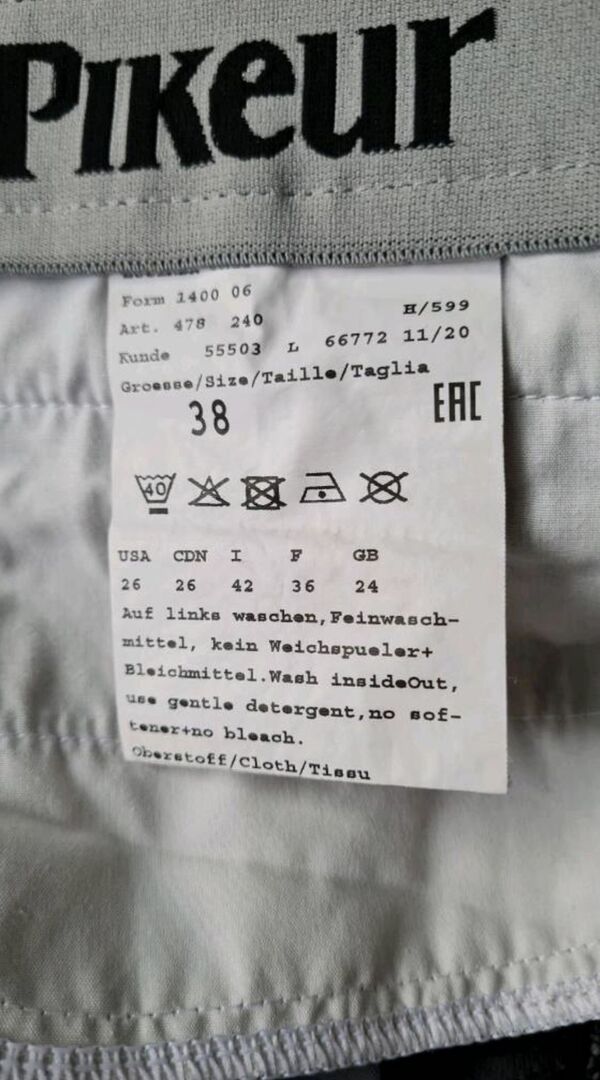 Pikeur
Form 1400 06
H/599
Art. 478 240
Kunde 55503 L 66772 11/20
Groesse/Size/Taille/Taglia
38
EAC
40
USA CDN I F GB
26 26 42 36 24
Auf links waschen,Feinwasch-
mittel, kein Weichspueler+
Bleichmittel.Wash insideOut,
use gentle detergent,no sof-
tener+no bleach.
Oberstoff/Cloth/Tissu